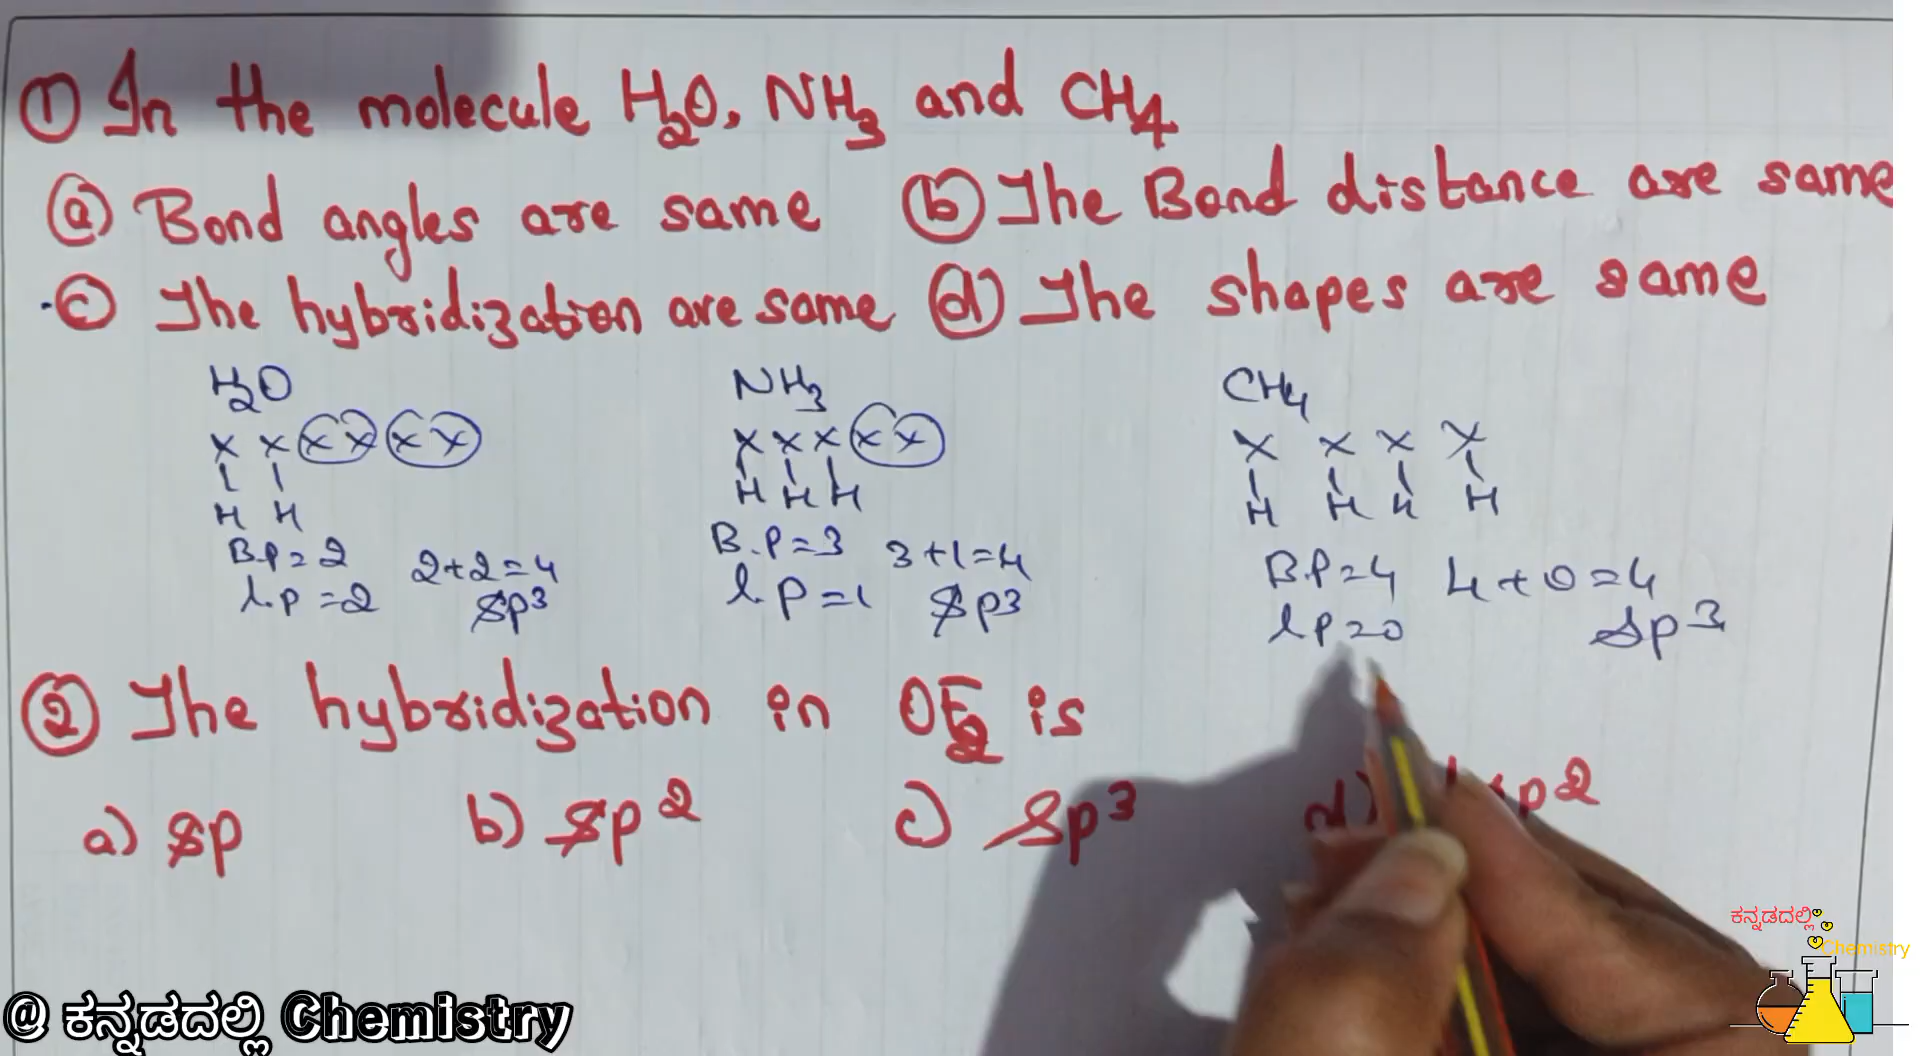 ① In the molecule H₂O, NH₃ and CH₄
ⓐ Bond angles are same ⓑ The Bond distance are same
ⓒ The hybridization are same ⓓ The shapes are same
H₂O NH₃ CH₄
x x x x x x x x x x x x x x x
H H H H H H H H H
B.P=2 2+2=4 B.P=3 3+1=4 B.P=4 4+0=4
l.p=2 sp³ l.p=1 sp³ l.p=0 sp³
② The hybridization in OF₂ is
a) sp b) sp² c) sp³ d) sp²
ಕನ್ನಡದಲ್ಲಿ
Chemistry
@ ಕನ್ನಡದಲ್ಲಿ Chemistry